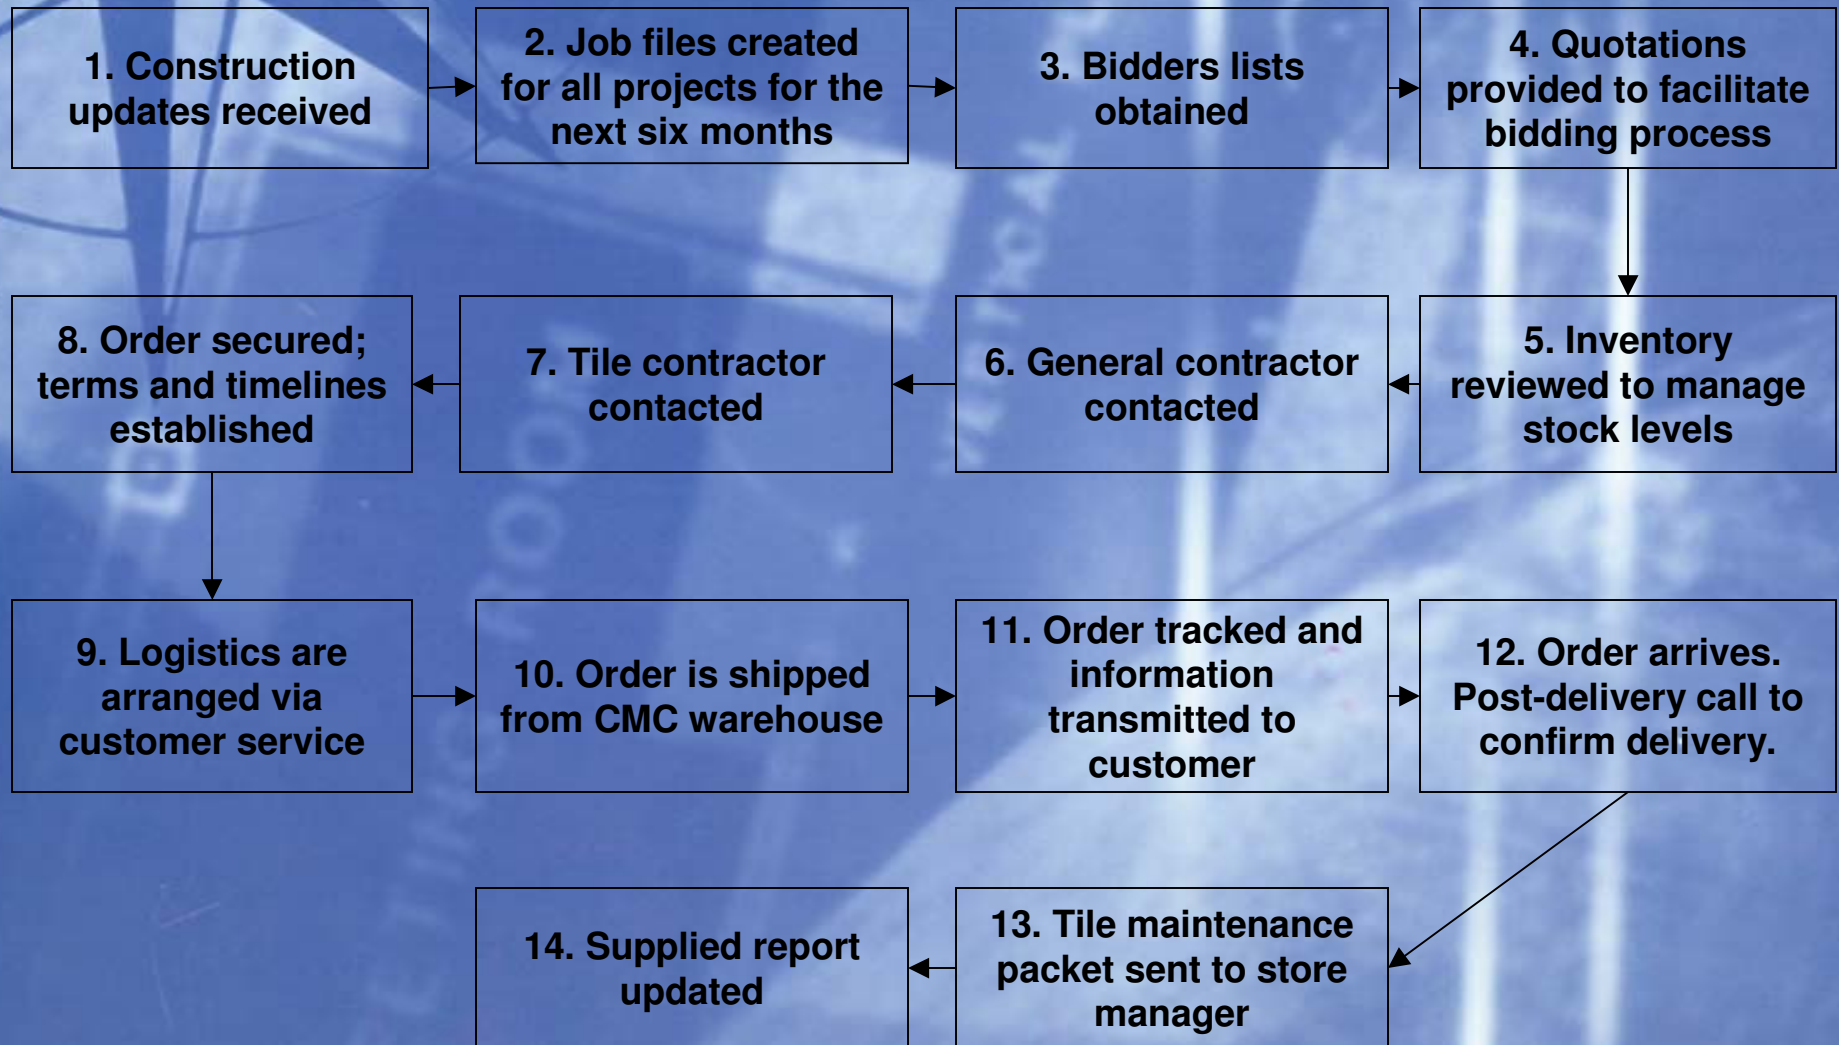 1. Construction
updates received
2. Job files created
for all projects for the
next six months
3. Bidders lists
obtained
4. Quotations
provided to facilitate
bidding process
5. Inventory
reviewed to manage
stock levels
6. General contractor
contacted
7. Tile contractor
contacted
8. Order secured;
terms and timelines
established
9. Logistics are
arranged via
customer service
10. Order is shipped
from CMC warehouse
11. Order tracked and
information
transmitted to
customer
12. Order arrives.
Post-delivery call to
confirm delivery.
13. Tile maintenance
packet sent to store
manager
14. Supplied report
updated